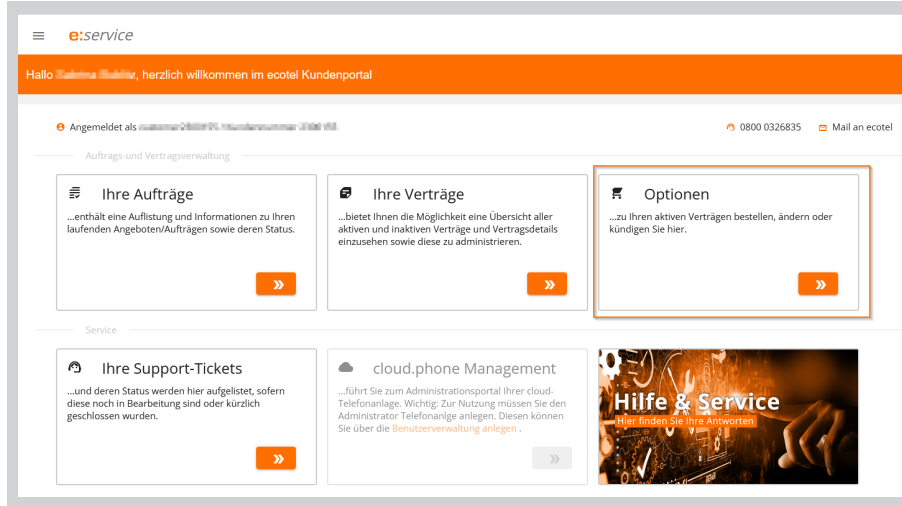 e:service
Hallo , herzlich willkommen im ecotel Kundenportal
Angemeldet als
0800 0326835
Mail an ecotel
Auftrags-und Vertragsverwaltung
Ihre Aufträge
...enthält eine Auflistung und Informationen zu Ihren
laufenden Angeboten/Aufträgen sowie deren Status.
Ihre Verträge
...bietet Ihnen die Möglichkeit eine Übersicht aller
aktiven und inaktiven Verträge und Vertragsdetails
einzusehen sowie diese zu administrieren.
Optionen
...zu Ihren aktiven Verträgen bestellen, ändern oder
kündigen Sie hier.
Service
Ihre Support-Tickets
...und deren Status werden hier aufgelistet, sofern
diese noch in Bearbeitung sind oder kürzlich
geschlossen wurden.
cloud.phone Management
...führt Sie zum Administrationsportal Ihrer cloud-
Telefonanlage. Wichtig: Zur Nutzung müssen Sie den
Administrator Telefonanlge anlegen. Diesen können
Sie über die Benutzerverwaltung anlegen .
Hilfe & Service
Hier finden Sie Ihre Antworten